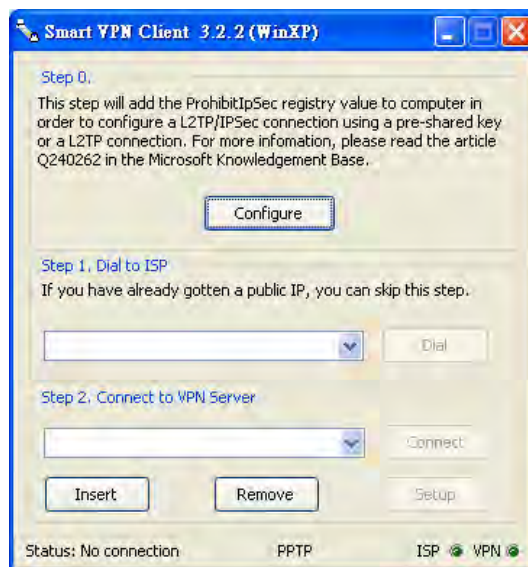 Smart VPN Client 3.2.2 (WinXP)
Step 0.
This step will add the ProhibitIpSec registry value to computer in
order to configure a L2TP/IPSec connection using a pre-shared key
or a L2TP connection. For more infomation, please read the article
Q240262 in the Microsoft Knowledgement Base.
Configure
Step 1. Dial to ISP
If you have already gotten a public IP, you can skip this step.
Dial
Step 2. Connect to VPN Server
Connect
Insert Remove Setup
Status: No connection PPTP ISP VPN